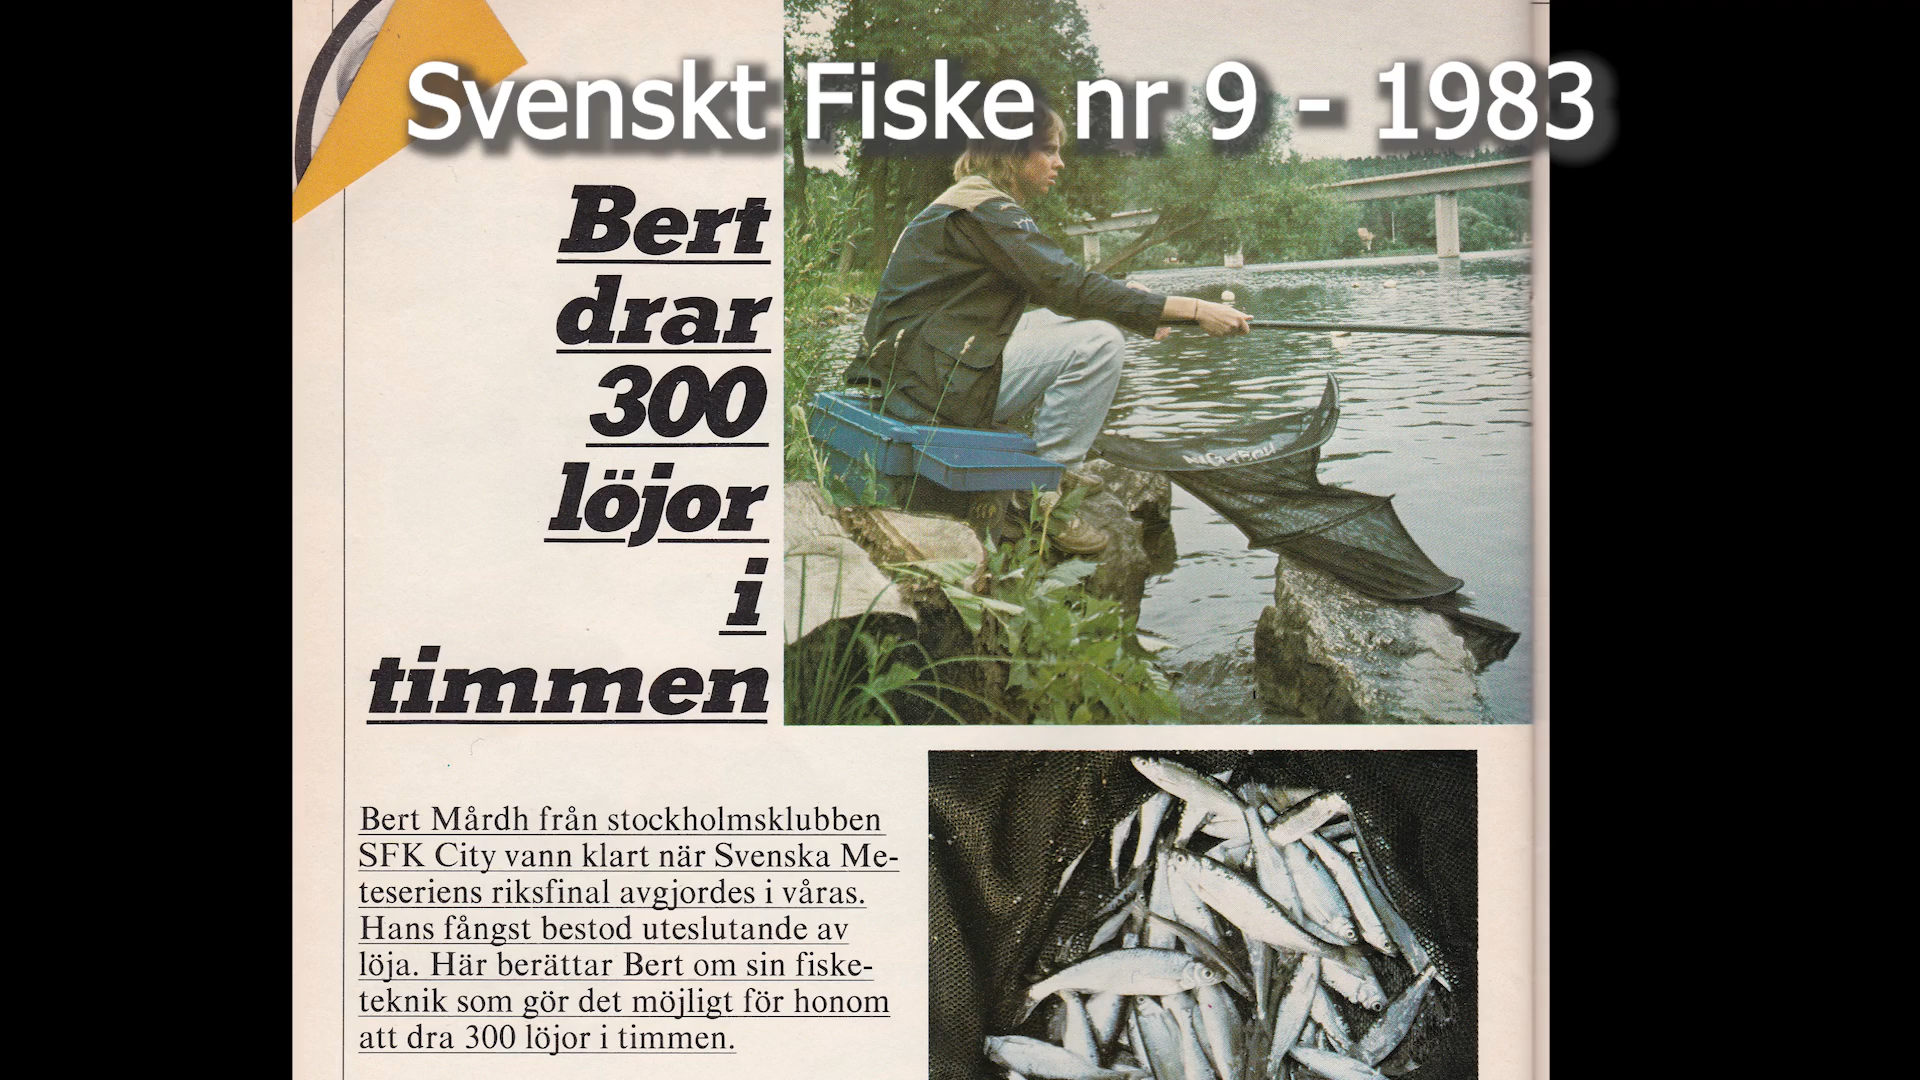 Svenskt Fiske nr 9 - 1983
Bert
drar
300
löjor
i
timmen
Bert Mårdh från stockholmsklubben
SFK City vann klart när Svenska Me-
teseriens riksfinal avgjordes i våras.
Hans fångst bestod uteslutande av
löja. Här berättar Bert om sin fiske-
teknik som gör det möjligt för honom
att dra 300 löjor i timmen.